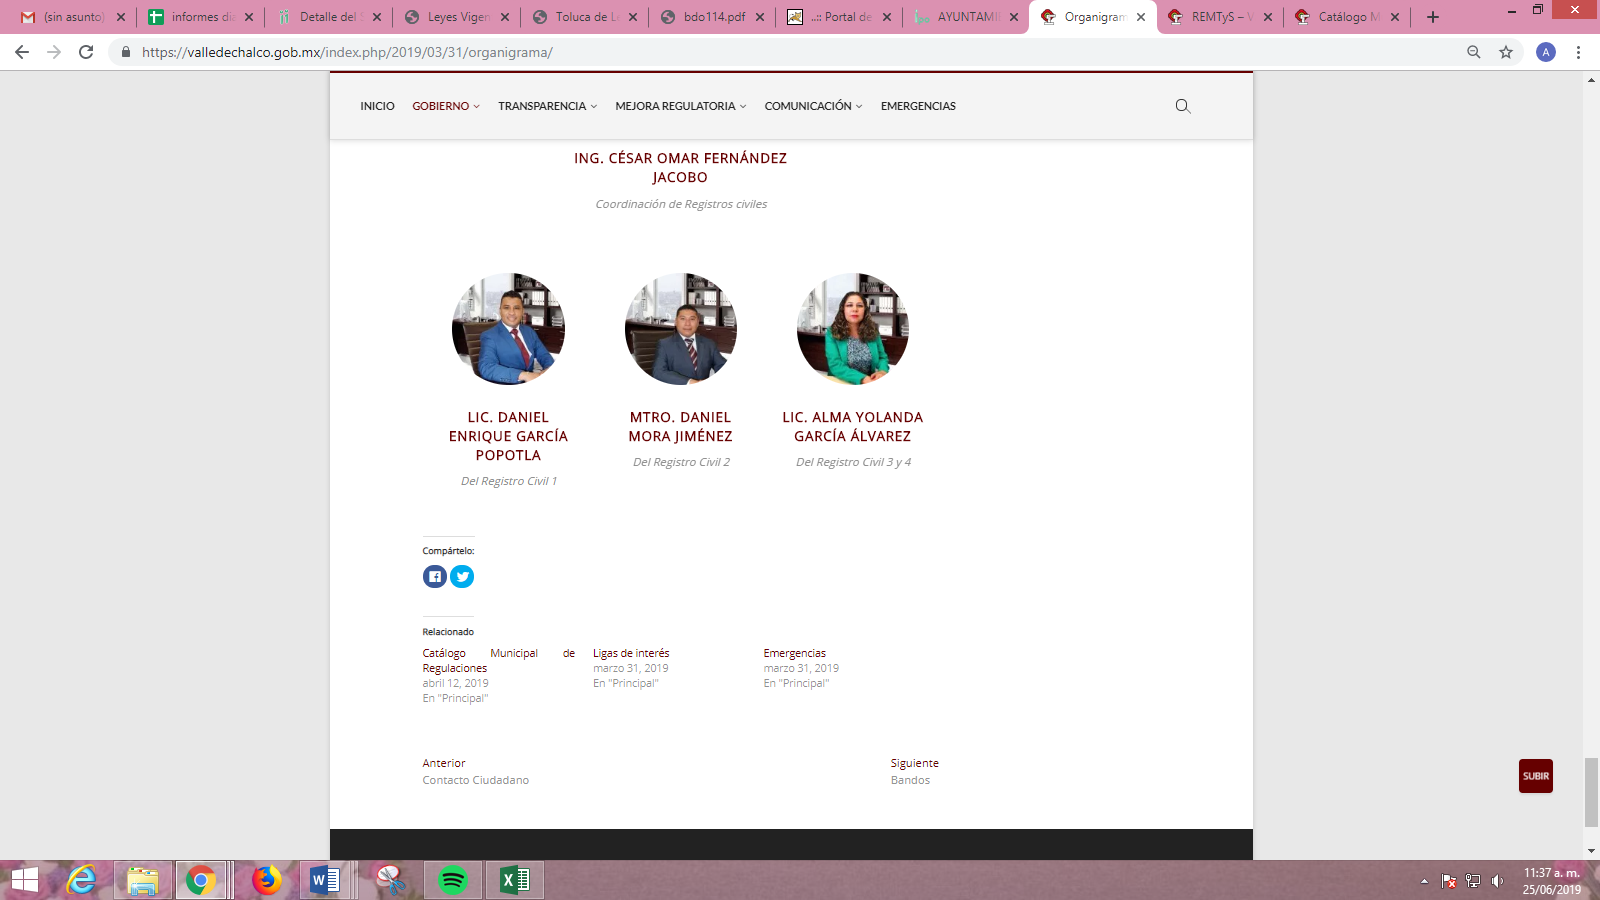 (sin asunto)
informes di
Detalle del S
Leyes Vigen
Toluca de L
bdo114.pdf
..:: Portal de
AYUNTAMI
Organigram
REMTyS – V
Catálogo M
https://valledechalco.gob.mx/index.php/2019/03/31/organigrama/
A
INICIO
GOBIERNO
TRANSPARENCIA
MEJORA REGULATORIA
COMUNICACIÓN
EMERGENCIAS
ING. CÉSAR OMAR FERNÁNDEZ
JACOBO
Coordinación de Registros civiles
LIC. DANIEL
ENRIQUE GARCÍA
POPOTLA
Del Registro Civil 1
MTRO. DANIEL
MORA JIMÉNEZ
Del Registro Civil 2
LIC. ALMA YOLANDA
GARCÍA ÁLVAREZ
Del Registro Civil 3 y 4
Compártelo:
Relacionado
Catálogo Municipal de
Regulaciones
abril 12, 2019
En "Principal"
Ligas de interés
marzo 31, 2019
En "Principal"
Emergencias
marzo 31, 2019
En "Principal"
Anterior
Contacto Ciudadano
Siguiente
Bandos
SUBIR
11:37 a. m.
25/06/2019